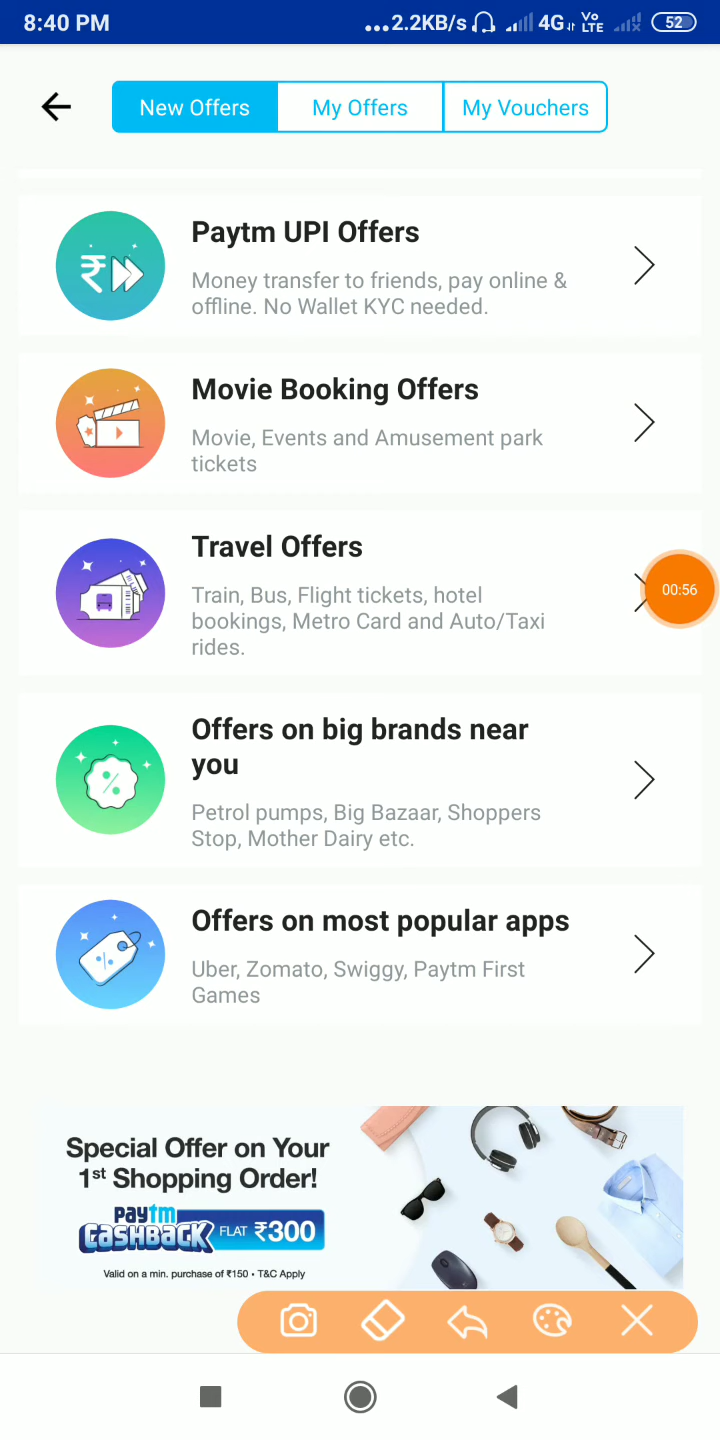 8:40 PM
...2.2KB/s 4G Vo LTE 52
New Offers My Offers My Vouchers
Paytm UPI Offers
Money transfer to friends, pay online &
offline. No Wallet KYC needed.
Movie Booking Offers
Movie, Events and Amusement park
tickets
Travel Offers
Train, Bus, Flight tickets, hotel
bookings, Metro Card and Auto/Taxi
rides.
00:56
Offers on big brands near
you
Petrol pumps, Big Bazaar, Shoppers
Stop, Mother Dairy etc.
Offers on most popular apps
Uber, Zomato, Swiggy, Paytm First
Games
Special Offer on Your
1st Shopping Order!
paytm
CASHBACK FLAT ₹300
Valid on a min. purchase of ₹150 • T&C Apply